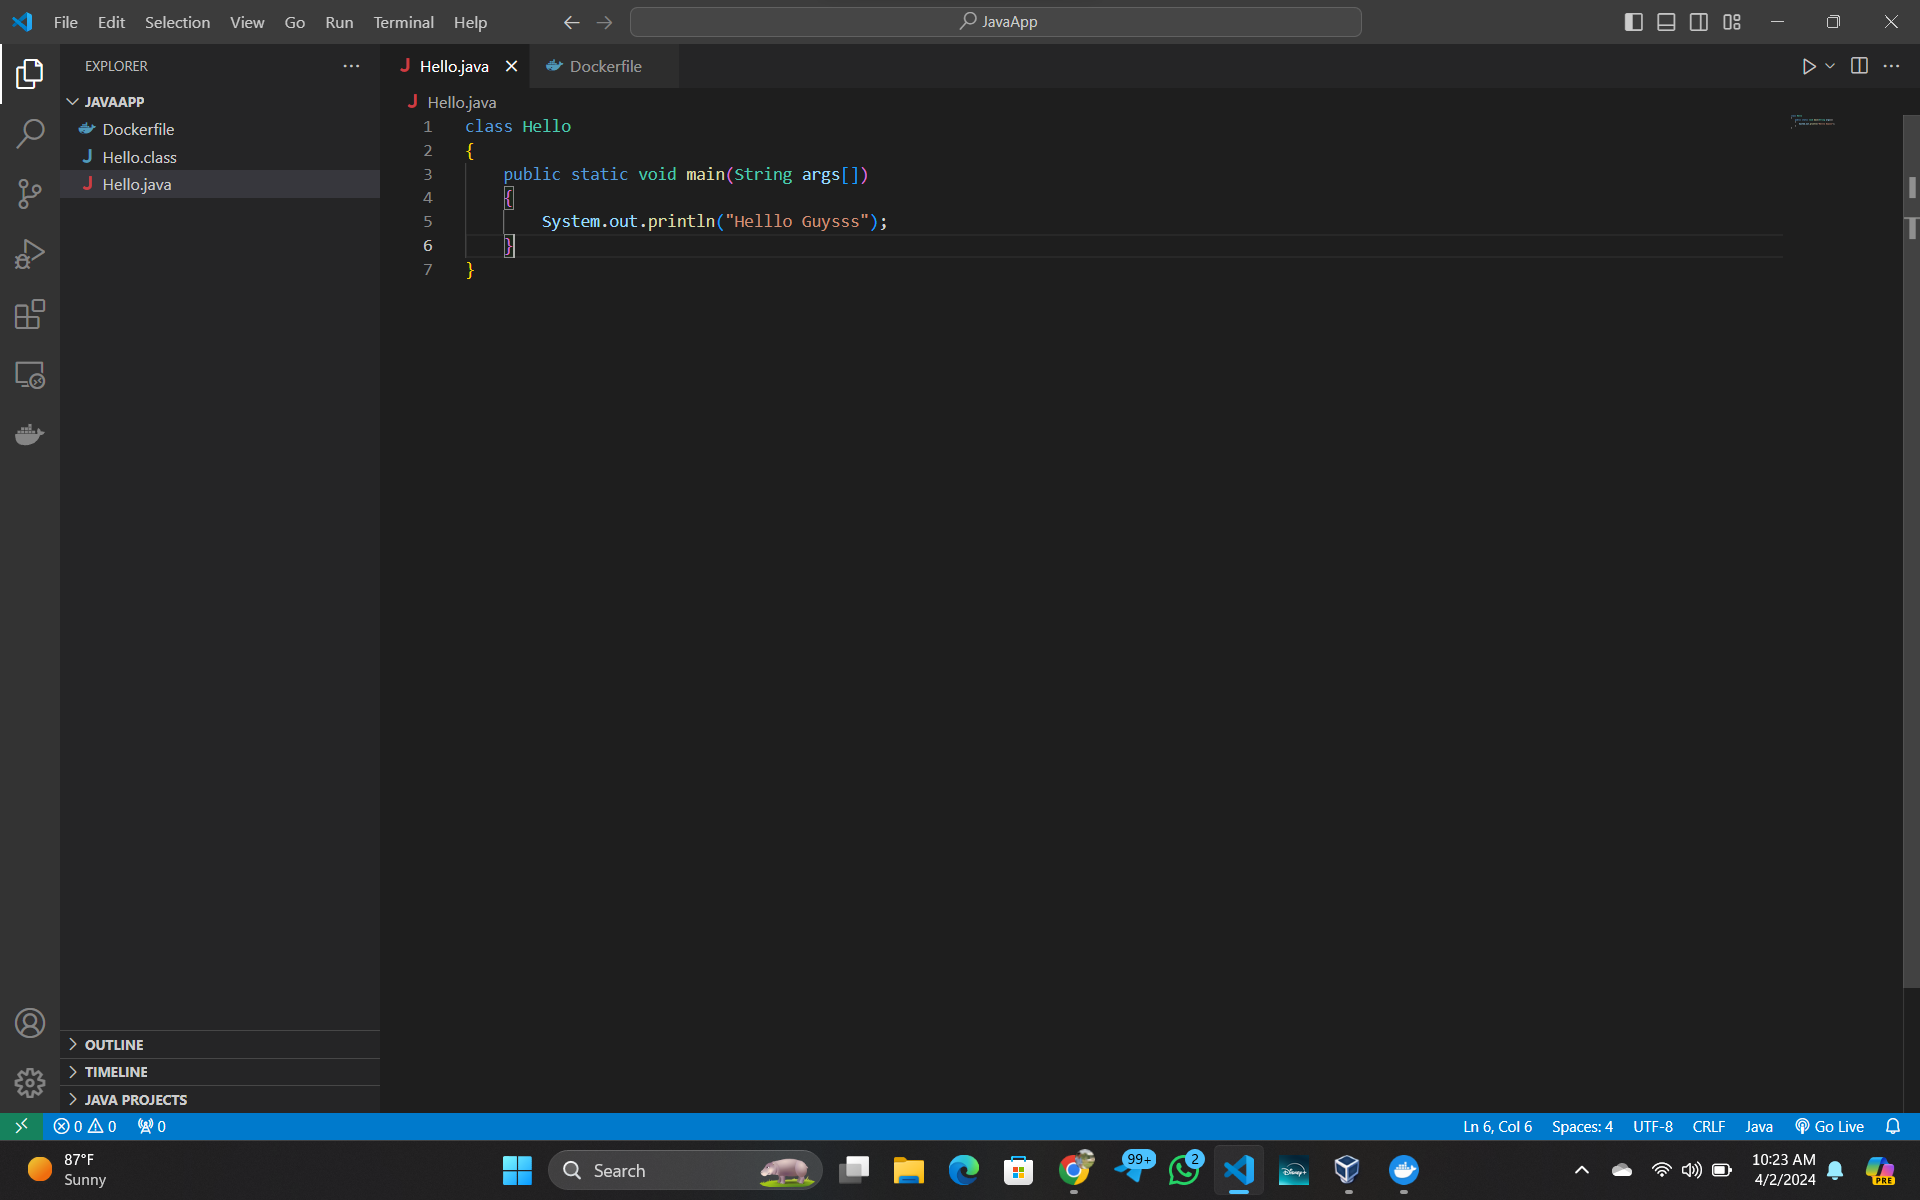 File Edit Selection View Go Run Terminal Help
JavaApp
EXPLORER
JAVAAPP
Dockerfile
Hello.class
Hello.java
Hello.java
Dockerfile
Hello.java
1 class Hello
2 {
3 public static void main(String args[])
4 {
5 System.out.println("Helllo Guysss");
6 }
7 }
OUTLINE
TIMELINE
JAVA PROJECTS
0 0 0
Ln 6, Col 6 Spaces: 4 UTF-8 CRLF Java Go Live
87°F
Sunny
Search
99+
2
Disney+
10:23 AM
4/2/2024
PRE